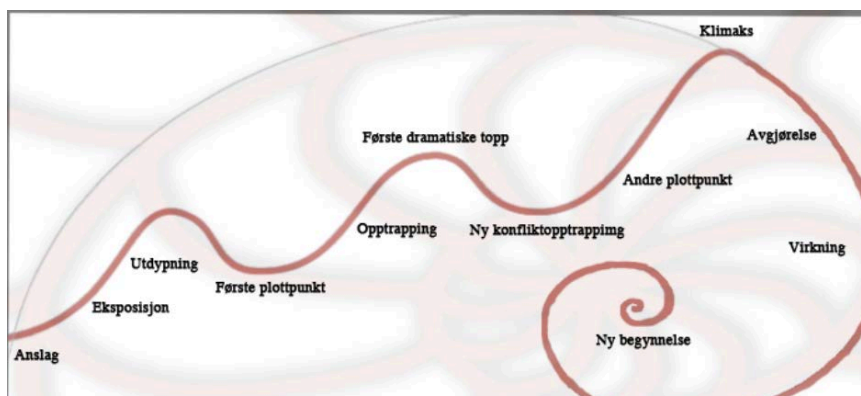 Anslag
Eksposisjon
Utdypning
Første plottpunkt
Opptrapping
Første dramatiske topp
Ny konfliktopptrappimg
Andre plottpunkt
Klimaks
Avgjørelse
Virkning
Ny begynnelse